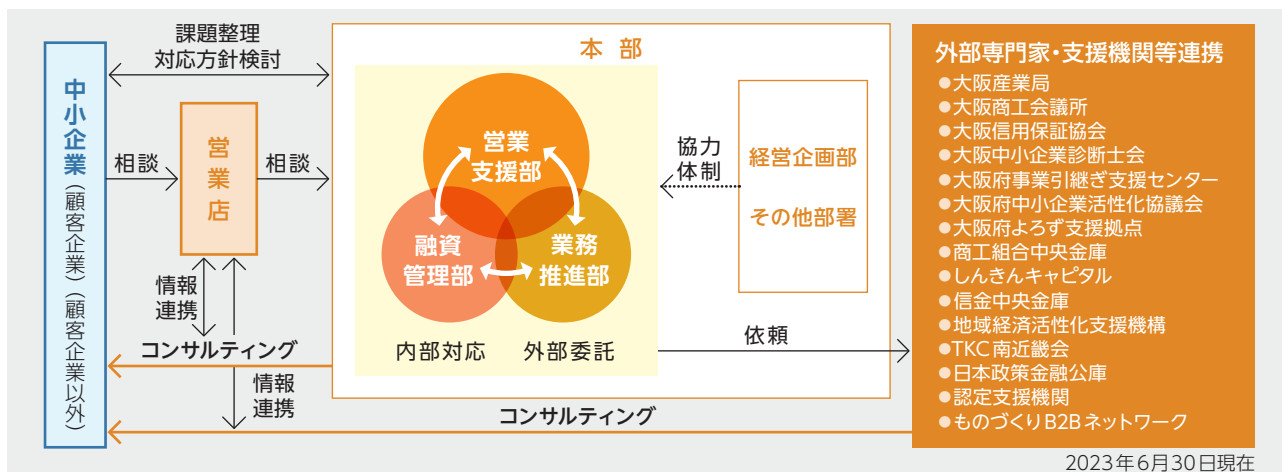 課題整理
対応方針検討
中小企業（顧客企業）（顧客企業以外）
相談
営業店
相談
情報
連携
コンサルティング
情報
連携
本部
営業
支援部
融資
管理部
業務
推進部
内部対応
外部委託
協力
体制
経営企画部
その他部署
依頼
コンサルティング
外部専門家・支援機関等連携
●大阪産業局
●大阪商工会議所
●大阪信用保証協会
●大阪中小企業診断士会
●大阪府事業引継ぎ支援センター
●大阪府中小企業活性化協議会
●大阪府よろず支援拠点
●商工組合中央金庫
●しんきんキャピタル
●信金中央金庫
●地域経済活性化支援機構
●TKC南近畿会
●日本政策金融公庫
●認定支援機関
●ものづくりB2Bネットワーク
2023年6月30日現在